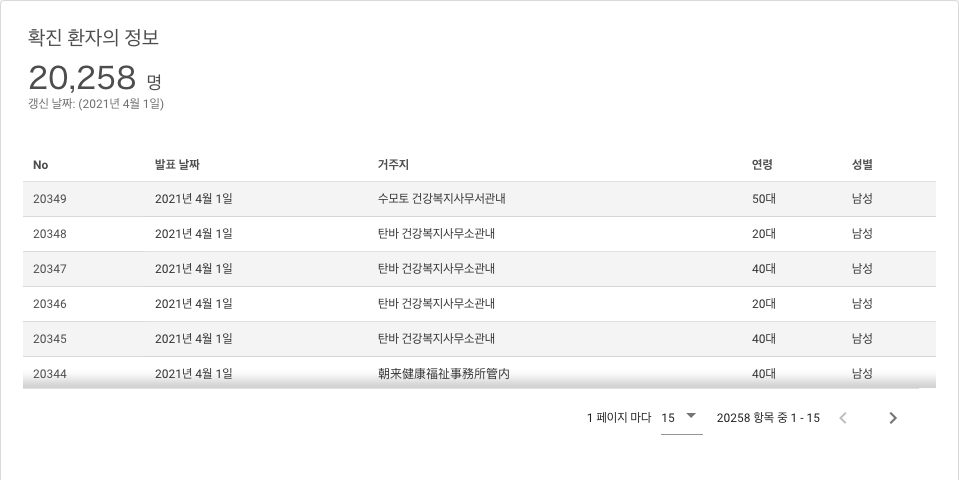 확진 환자의 정보
20,258 명
갱신 날짜: (2021년 4월 1일)
No 발표 날짜 거주지 연령 성별
20349 2021년 4월 1일 수모토 건강복지사무서관내 50대 남성
20348 2021년 4월 1일 탄바 건강복지사무소관내 20대 남성
20347 2021년 4월 1일 탄바 건강복지사무소관내 40대 남성
20346 2021년 4월 1일 탄바 건강복지사무소관내 20대 남성
20345 2021년 4월 1일 탄바 건강복지사무소관내 40대 남성
20344 2021년 4월 1일 朝来健康福祉事務所管内 40대 남성
1 페이지 마다 15 20258 항목 중 1 - 15